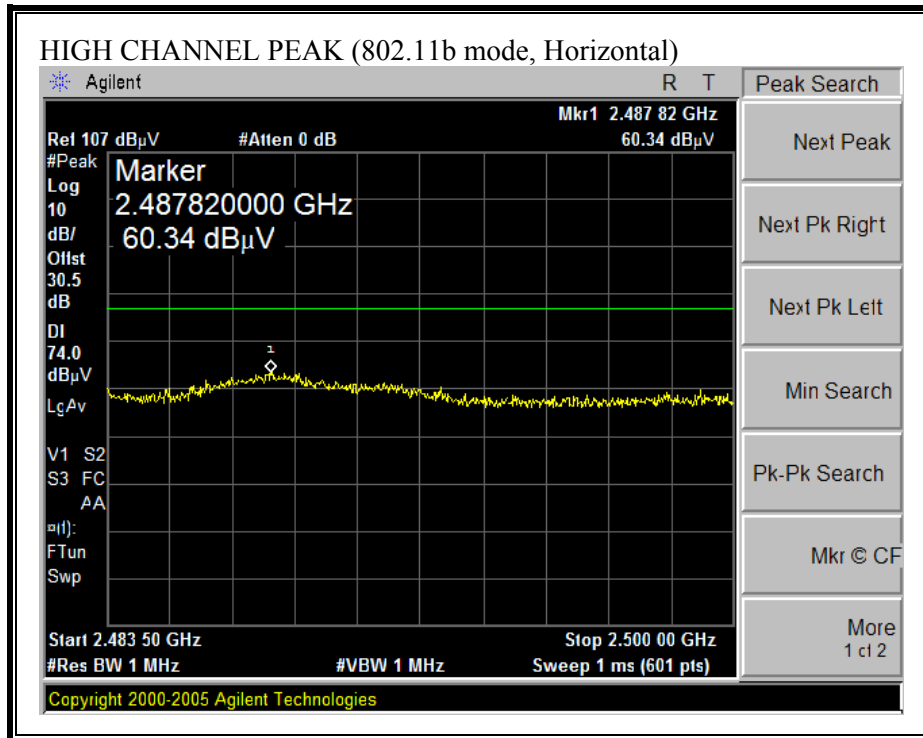 HIGH CHANNEL PEAK (802.11b mode, Horizontal)
Agilent
R T
Peak Search
Mkr1 2.487 82 GHz
Ref 107 dBµV #Atten 0 dB 60.34 dBµV
Next Peak
#Peak
Log
10
dB/
Offst
30.5
dB
DI
74.0
dBµV
LgAv
Marker
2.487820000 GHz
60.34 dBµV
1
Next Pk Right
Next Pk Left
Min Search
V1 S2
S3 FC
AA
¤(f):
FTun
Swp
Pk-Pk Search
Mkr © CF
Start 2.483 50 GHz Stop 2.500 00 GHz
#Res BW 1 MHz #VBW 1 MHz Sweep 1 ms (601 pts)
More
1 of 2
Copyright 2000-2005 Agilent Technologies